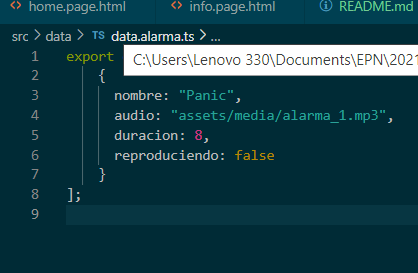 home.page.html info.page.html README.md
src > data > TS data.alarma.ts > ...
1 export
C:\Users\Lenovo 330\Documents\EPN\2021
2 {
3 nombre: "Panic",
4 audio: "assets/media/alarma_1.mp3",
5 duracion: 8,
6 reproduciendo: false
7 }
8 ];
9